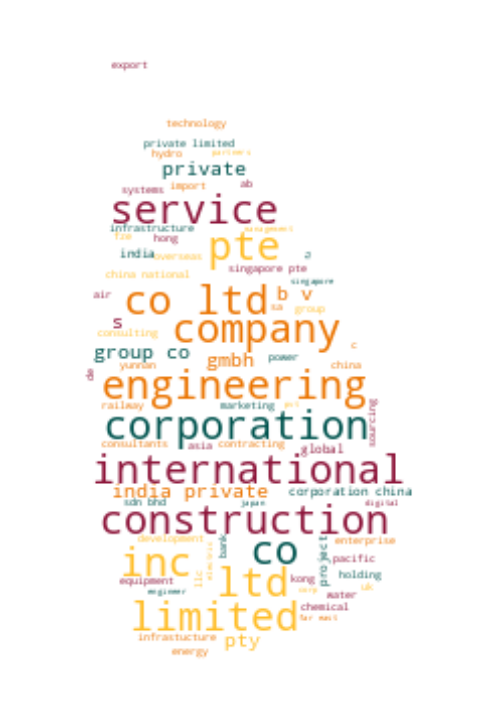 export
technology
private limited
hydro partners
private
systems import ab
service
infrastructure management
fze hong
pte
india overseas a
singapore pte
china national singapore
air co ltd b v
sa group
s company
consulting
group co gmbh power c
yunnan china
de engineering
railway marketing pct
corporation sourcing
consultants asia contracting
global
international
india private corporation china
sdn bhd japan digital
construction
development bank co project enterprise
inc electric pacific
equipment llc ltd kong holding
engineer corp water uk
limited chemical
far east
infrastucture pty
energy